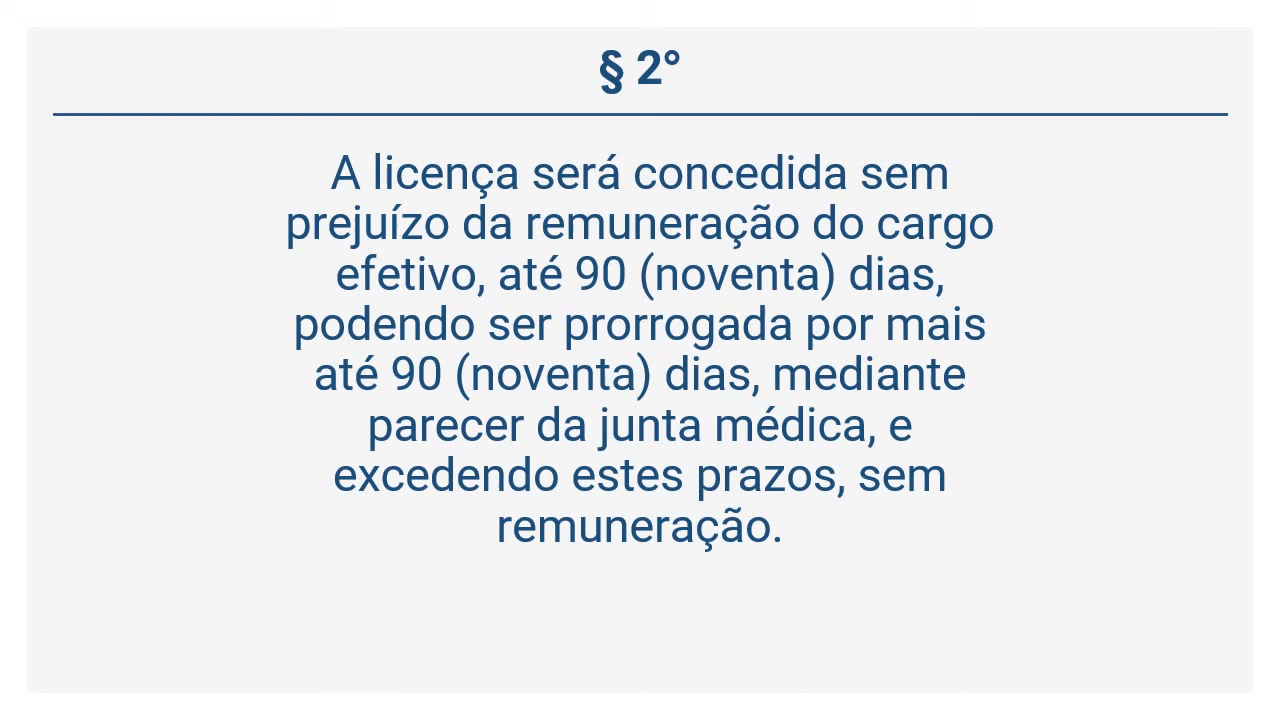 § 2°
A licença será concedida sem
prejuízo da remuneração do cargo
efetivo, até 90 (noventa) dias,
podendo ser prorrogada por mais
até 90 (noventa) dias, mediante
parecer da junta médica, e
excedendo estes prazos, sem
remuneração.